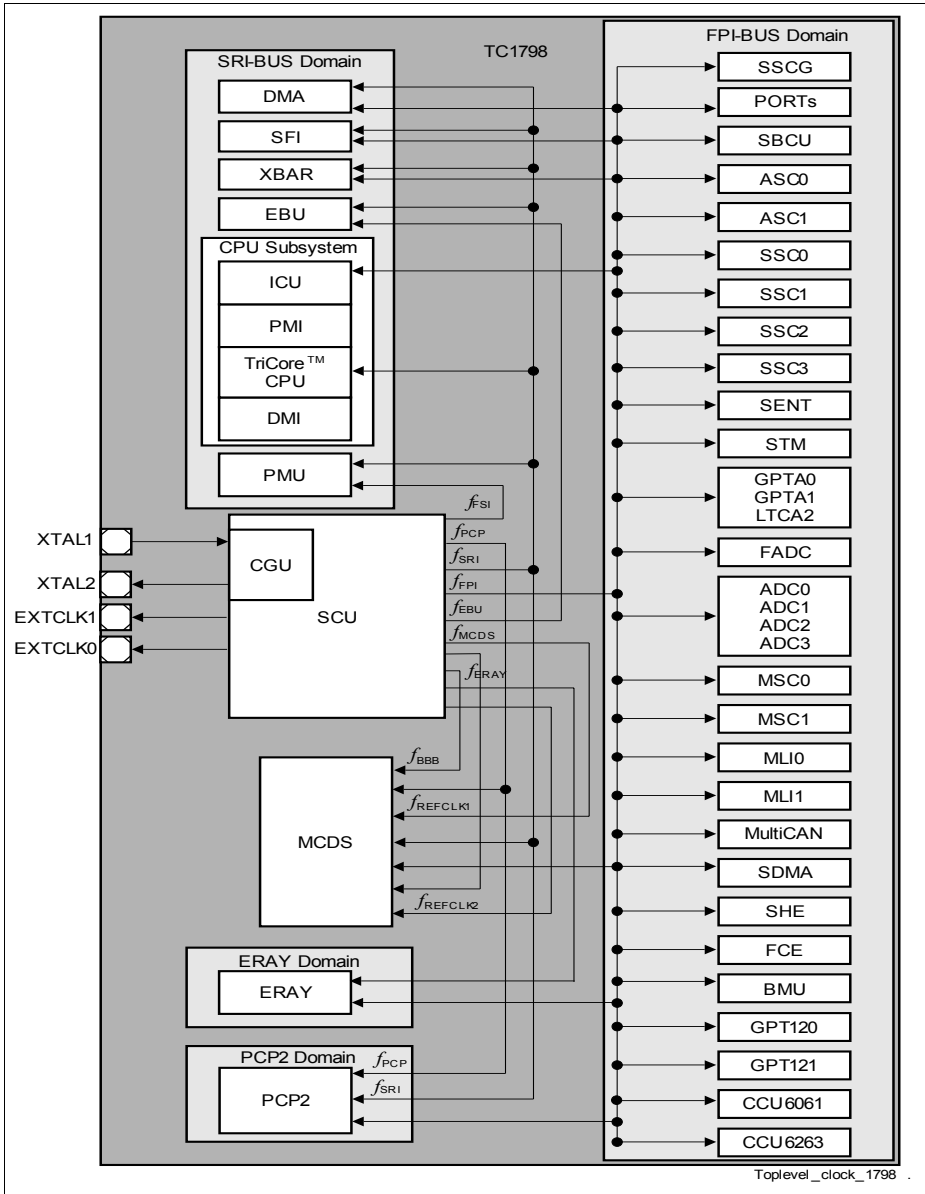 TC1798
SRI-BUS Domain
DMA
SFI
XBAR
EBU
CPU Subsystem
ICU
PMI
TriCore™
CPU
DMI
PMU
XTAL1
XTAL2
EXTCLK1
EXTCLK0
CGU
SCU
fFSI
fPCP
fSRI
fFPI
fEBU
fMCDS
fERAY
fBBB
fREFCLK1
MCDS
fREFCLK2
ERAY Domain
ERAY
PCP2 Domain
fPCP
fSRI
PCP2
FPI-BUS Domain
SSCG
PORTs
SBCU
ASC0
ASC1
SSC0
SSC1
SSC2
SSC3
SENT
STM
GPTA0
GPTA1
LTCA2
FADC
ADC0
ADC1
ADC2
ADC3
MSC0
MSC1
MLI0
MLI1
MultiCAN
SDMA
SHE
FCE
BMU
GPT120
GPT121
CCU6061
CCU6263
Toplevel_clock_1798 .